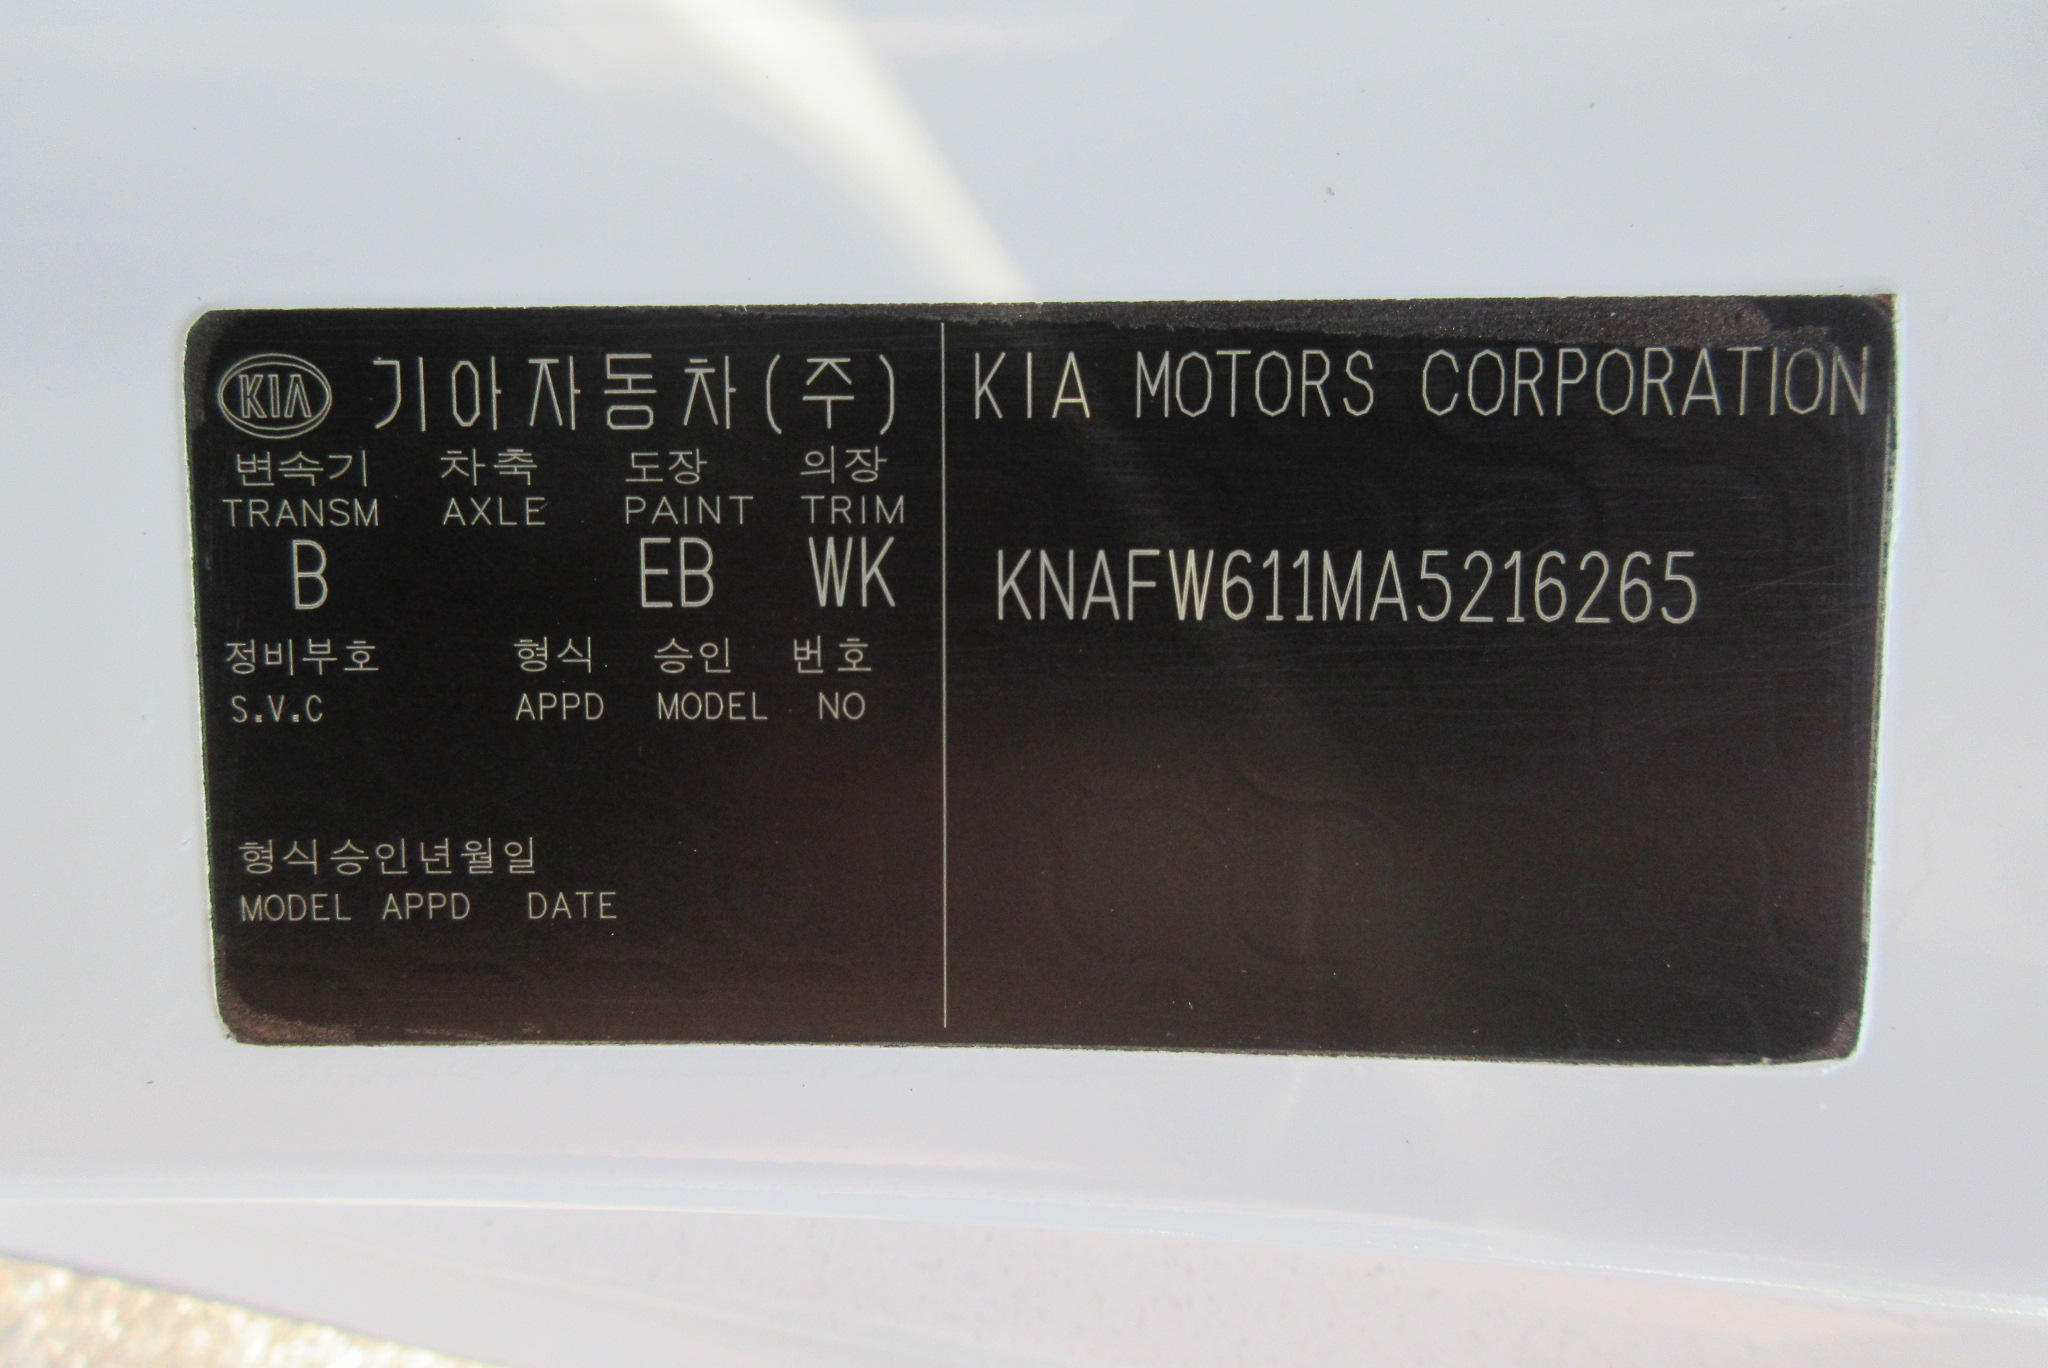 KIA 기아자동차(주)
변속기 차축 도장 의장
TRANSM AXLE PAINT TRIM
B EB WK
정비부호 형식 승인 번호
S.V.C APPD MODEL NO
형식승인년월일
MODEL APPD DATE
KIA MOTORS CORPORATION
KNAFW611MA5216265